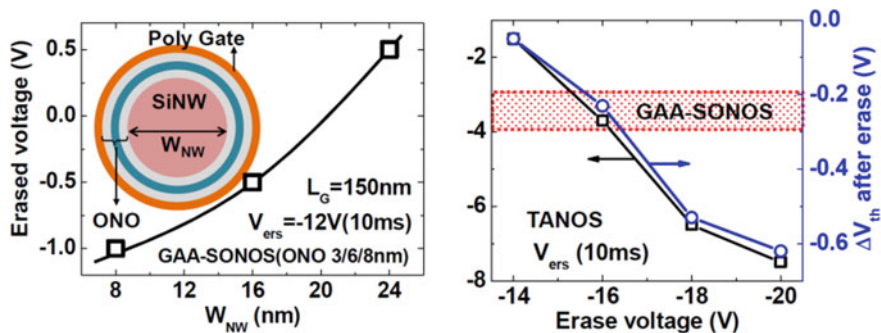 Erased voltage (V)
0.5
0.0
-0.5
-1.0
Poly Gate
SiNW
W_NW
ONO
L_G=150nm
V_ers=-12V(10ms)
GAA-SONOS(ONO 3/6/8nm)
8 12 16 20 24
W_NW (nm)
-2
-4
-6
-8
GAA-SONOS
TANOS
V_ers (10ms)
-14 -16 -18 -20
Erase voltage (V)
0.0
-0.2
-0.4
-0.6
ΔV_th after erase (V)